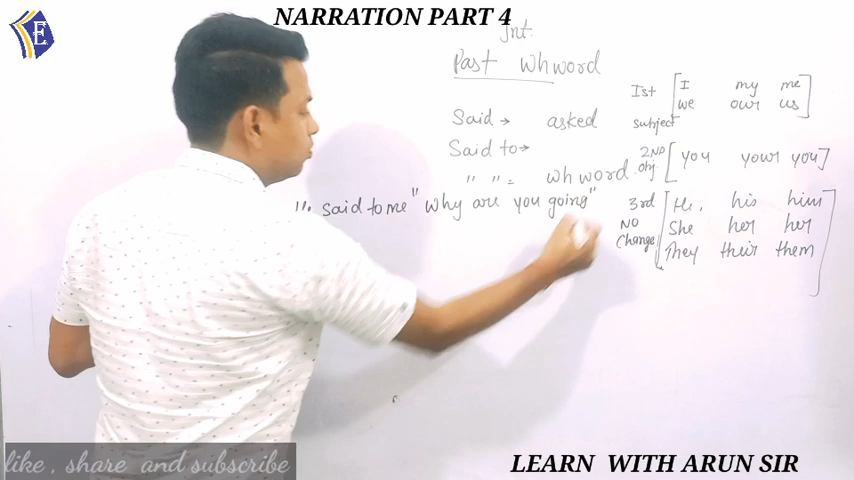 NARRATION PART 4
E
Int.
Past Whword
Said → asked
Said to →
" " = whword
said to me "Why are you going"
Ist subject [I my me
we our us]
2ND obj [you your you]
3rd NO Change [He, his him
She her her
They their them]
like , share and subscribe
LEARN WITH ARUN SIR